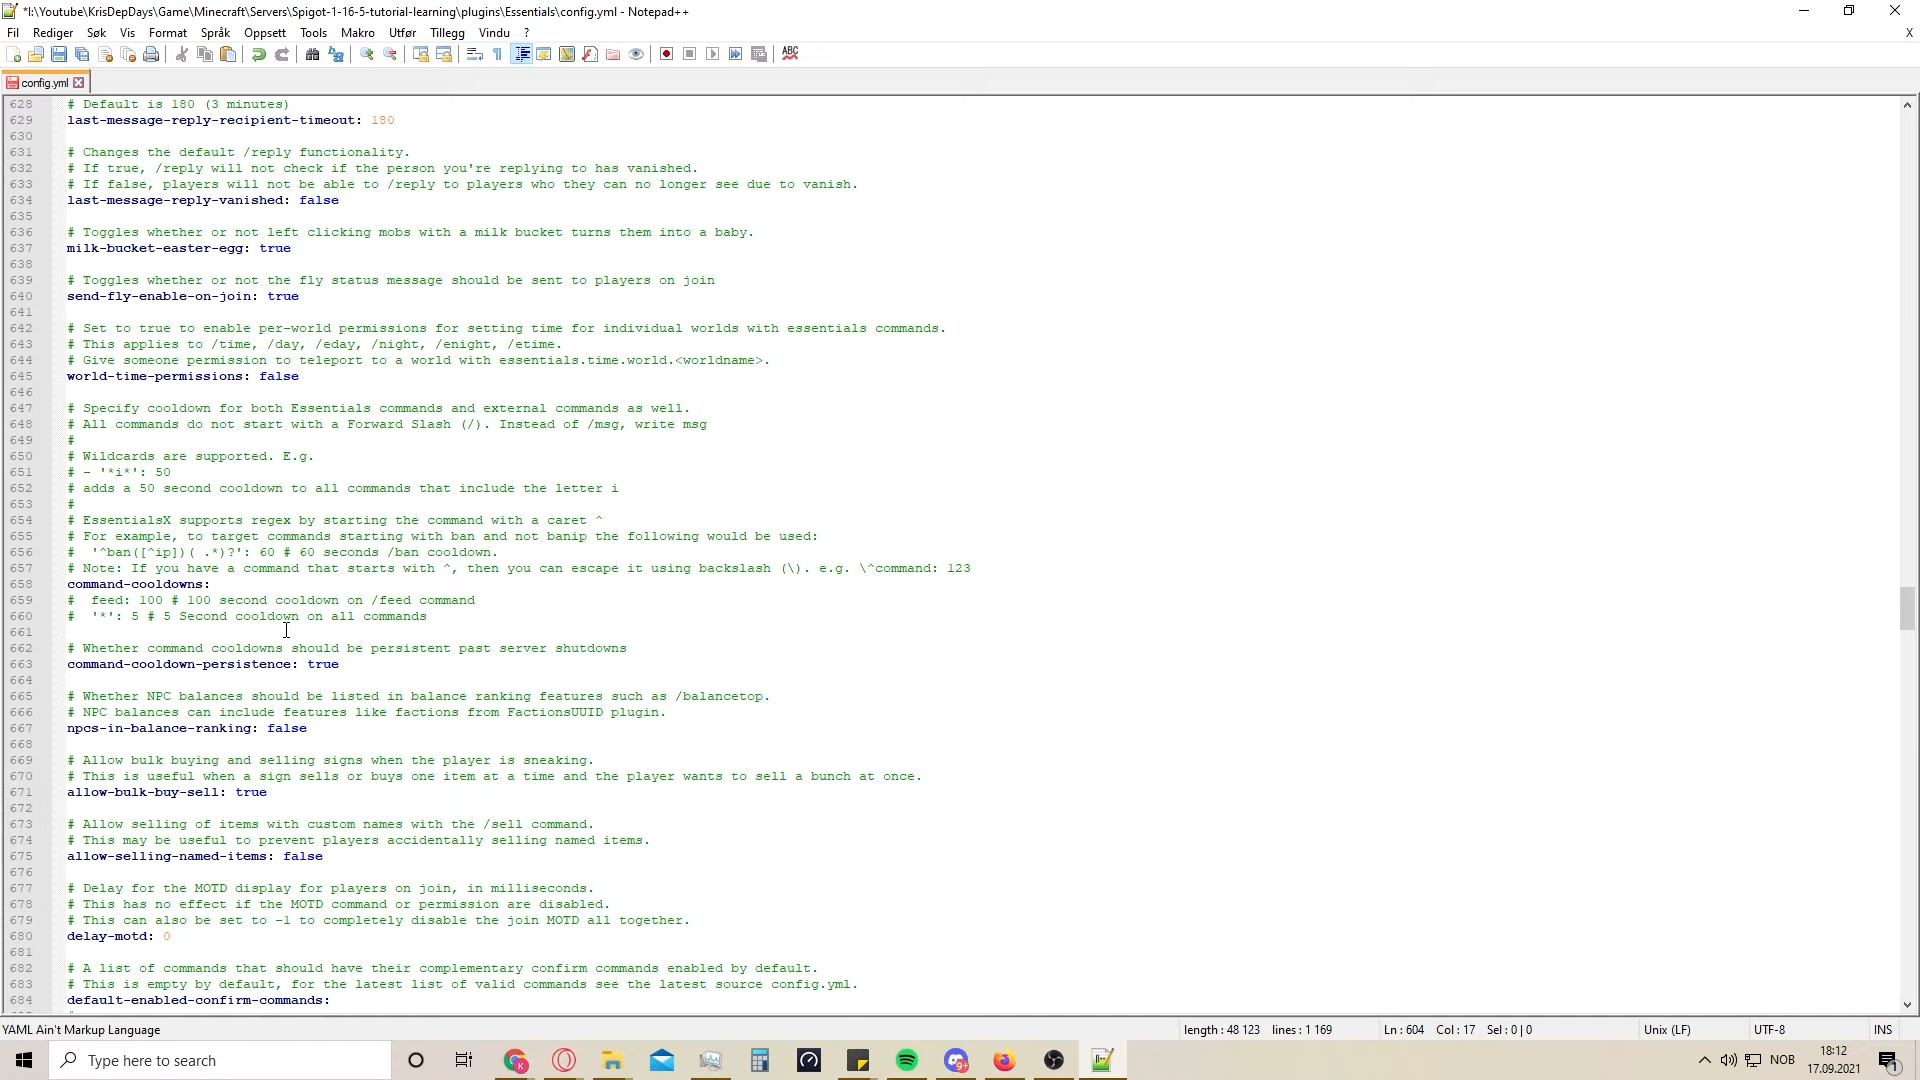 *I:\Youtube\KrisDepDays\Game\Minecraft\Servers\Spigot-1-16-5-tutorial-learning\plugins\Essentials\config.yml - Notepad++
Fil Rediger Søk Vis Format Språk Oppsett Tools Makro Utfør Tillegg Vindu ? X
ABC
config.yml
628 # Default is 180 (3 minutes)
629 last-message-reply-recipient-timeout: 180
630
631 # Changes the default /reply functionality.
632 # If true, /reply will not check if the person you're replying to has vanished.
633 # If false, players will not be able to /reply to players who they can no longer see due to vanish.
634 last-message-reply-vanished: false
635
636 # Toggles whether or not left clicking mobs with a milk bucket turns them into a baby.
637 milk-bucket-easter-egg: true
638
639 # Toggles whether or not the fly status message should be sent to players on join
640 send-fly-enable-on-join: true
641
642 # Set to true to enable per-world permissions for setting time for individual worlds with essentials commands.
643 # This applies to /time, /day, /eday, /night, /enight, /etime.
644 # Give someone permission to teleport to a world with essentials.time.world.<worldname>.
645 world-time-permissions: false
646
647 # Specify cooldown for both Essentials commands and external commands as well.
648 # All commands do not start with a Forward Slash (/). Instead of /msg, write msg
649 #
650 # Wildcards are supported. E.g.
651 # - '*i*': 50
652 # adds a 50 second cooldown to all commands that include the letter i
653 #
654 # EssentialsX supports regex by starting the command with a caret ^
655 # For example, to target commands starting with ban and not banip the following would be used:
656 #  '^ban([^ip])( .*)?': 60 # 60 seconds /ban cooldown.
657 # Note: If you have a command that starts with ^, then you can escape it using backslash (\). e.g. \^command: 123
658 command-cooldowns:
659 #  feed: 100 # 100 second cooldown on /feed command
660 #  '*': 5 # 5 Second cooldown on all commands
661
662 # Whether command cooldowns should be persistent past server shutdowns
663 command-cooldown-persistence: true
664
665 # Whether NPC balances should be listed in balance ranking features such as /balancetop.
666 # NPC balances can include features like factions from FactionsUUID plugin.
667 npcs-in-balance-ranking: false
668
669 # Allow bulk buying and selling signs when the player is sneaking.
670 # This is useful when a sign sells or buys one item at a time and the player wants to sell a bunch at once.
671 allow-bulk-buy-sell: true
672
673 # Allow selling of items with custom names with the /sell command.
674 # This may be useful to prevent players accidentally selling named items.
675 allow-selling-named-items: false
676
677 # Delay for the MOTD display for players on join, in milliseconds.
678 # This has no effect if the MOTD command or permission are disabled.
679 # This can also be set to -1 to completely disable the join MOTD all together.
680 delay-motd: 0
681
682 # A list of commands that should have their complementary confirm commands enabled by default.
683 # This is empty by default, for the latest list of valid commands see the latest source config.yml.
684 default-enabled-confirm-commands:
YAML Ain't Markup Language length : 48 123 lines : 1 169 Ln : 604 Col : 17 Sel : 0 | 0 Unix (LF) UTF-8 INS
Type here to search
K
9+
NOB
18:12
17.09.2021
1